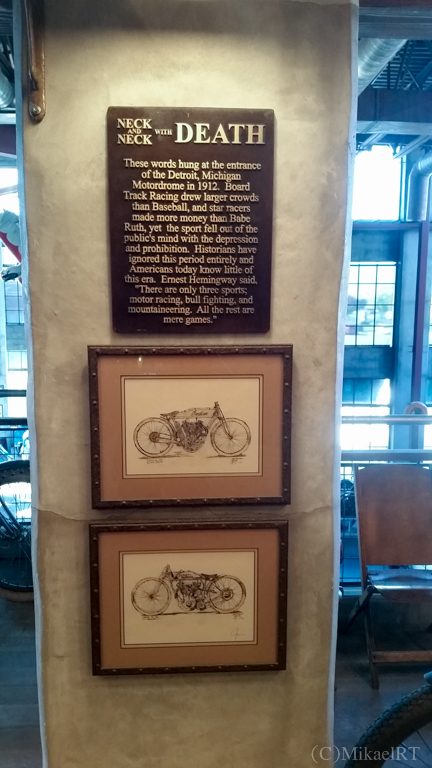 NECK AND NECK WITH DEATH
These words hung at the entrance
of the Detroit, Michigan
Motordrome in 1912. Board
Track Racing drew larger crowds
than Baseball, and star racers
made more money than Babe
Ruth, yet the sport fell out of the
public's mind with the depression
and prohibition. Historians have
ignored this period entirely and
Americans today know little of
this era. Ernest Hemingway said,
"There are only three sports;
motor racing, bull fighting, and
mountaineering. All the rest are
mere games."
(C)MikaelRT